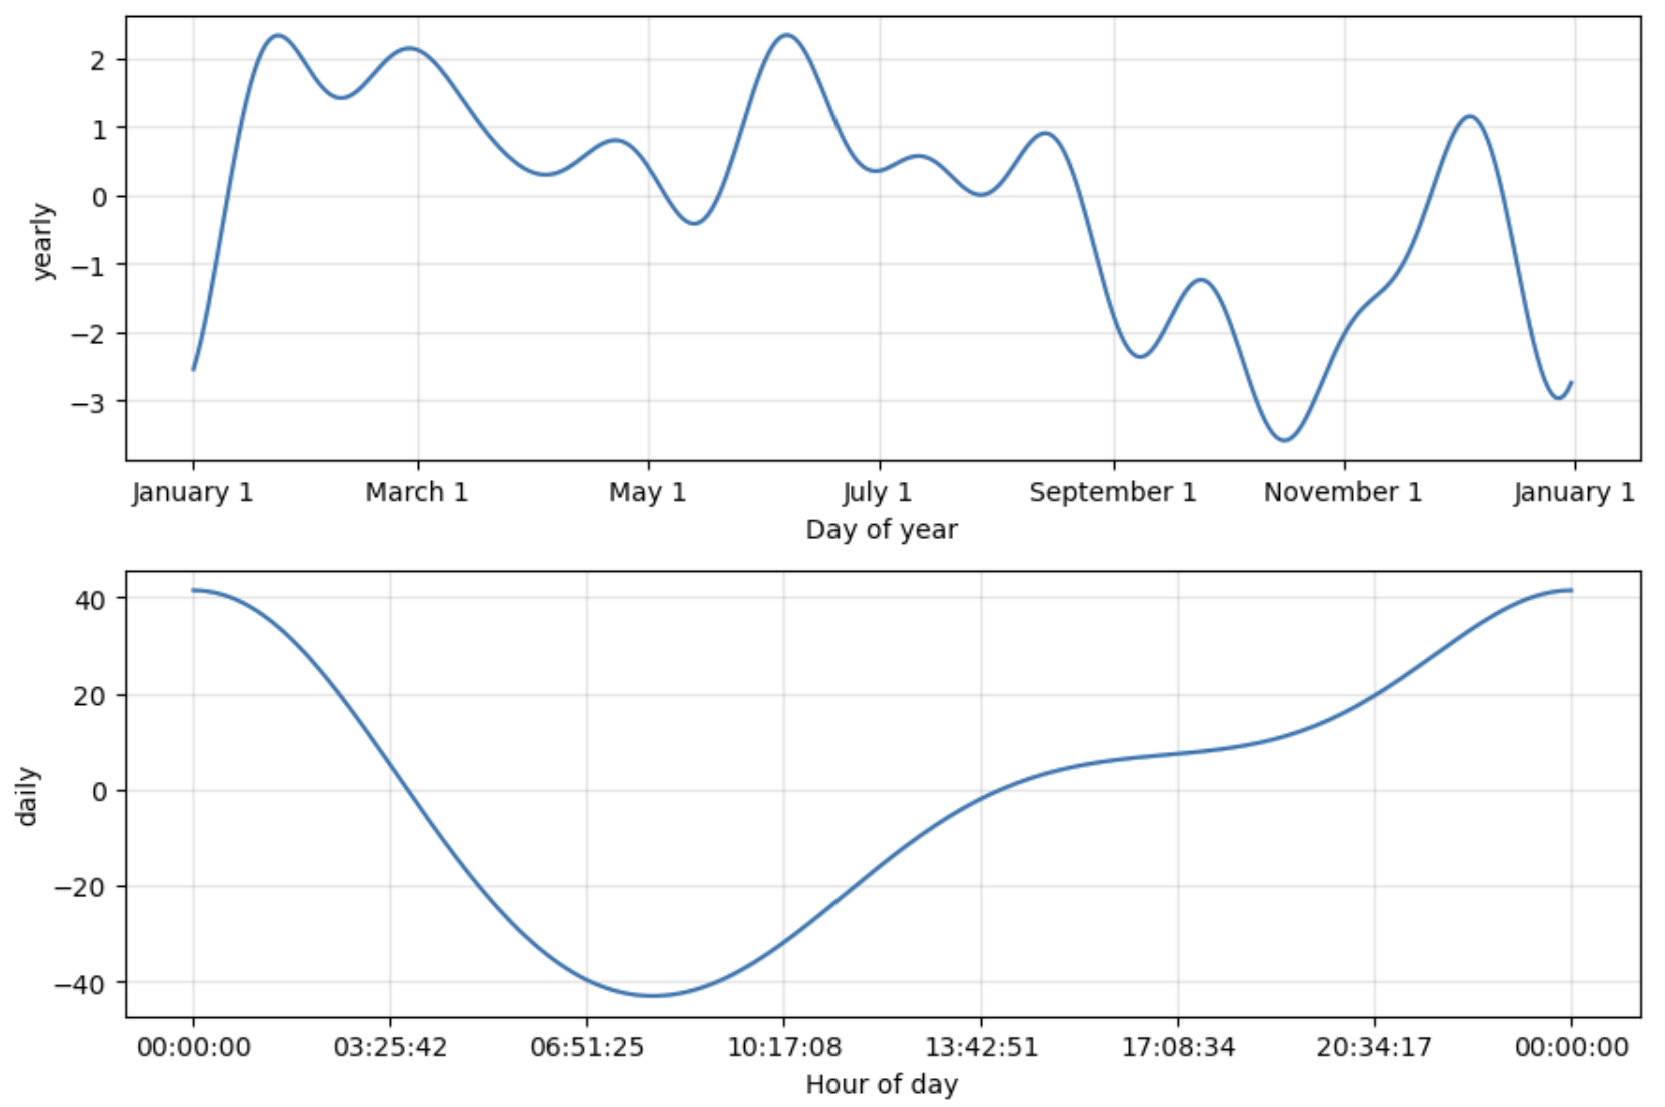 yearly
2
1
0
−1
−2
−3
January 1 March 1 May 1 July 1 September 1 November 1 January 1
Day of year
daily
40
20
0
−20
−40
00:00:00 03:25:42 06:51:25 10:17:08 13:42:51 17:08:34 20:34:17 00:00:00
Hour of day